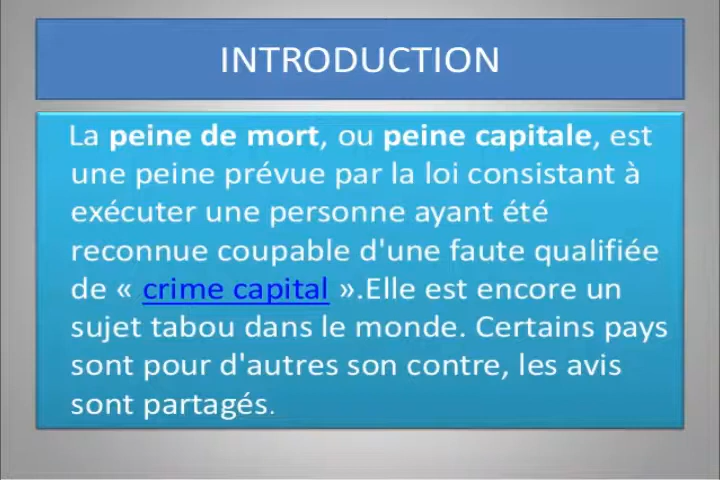 INTRODUCTION
La peine de mort, ou peine capitale, est
une peine prévue par la loi consistant à
exécuter une personne ayant été
reconnue coupable d'une faute qualifiée
de « crime capital ».Elle est encore un
sujet tabou dans le monde. Certains pays
sont pour d'autres son contre, les avis
sont partagés.